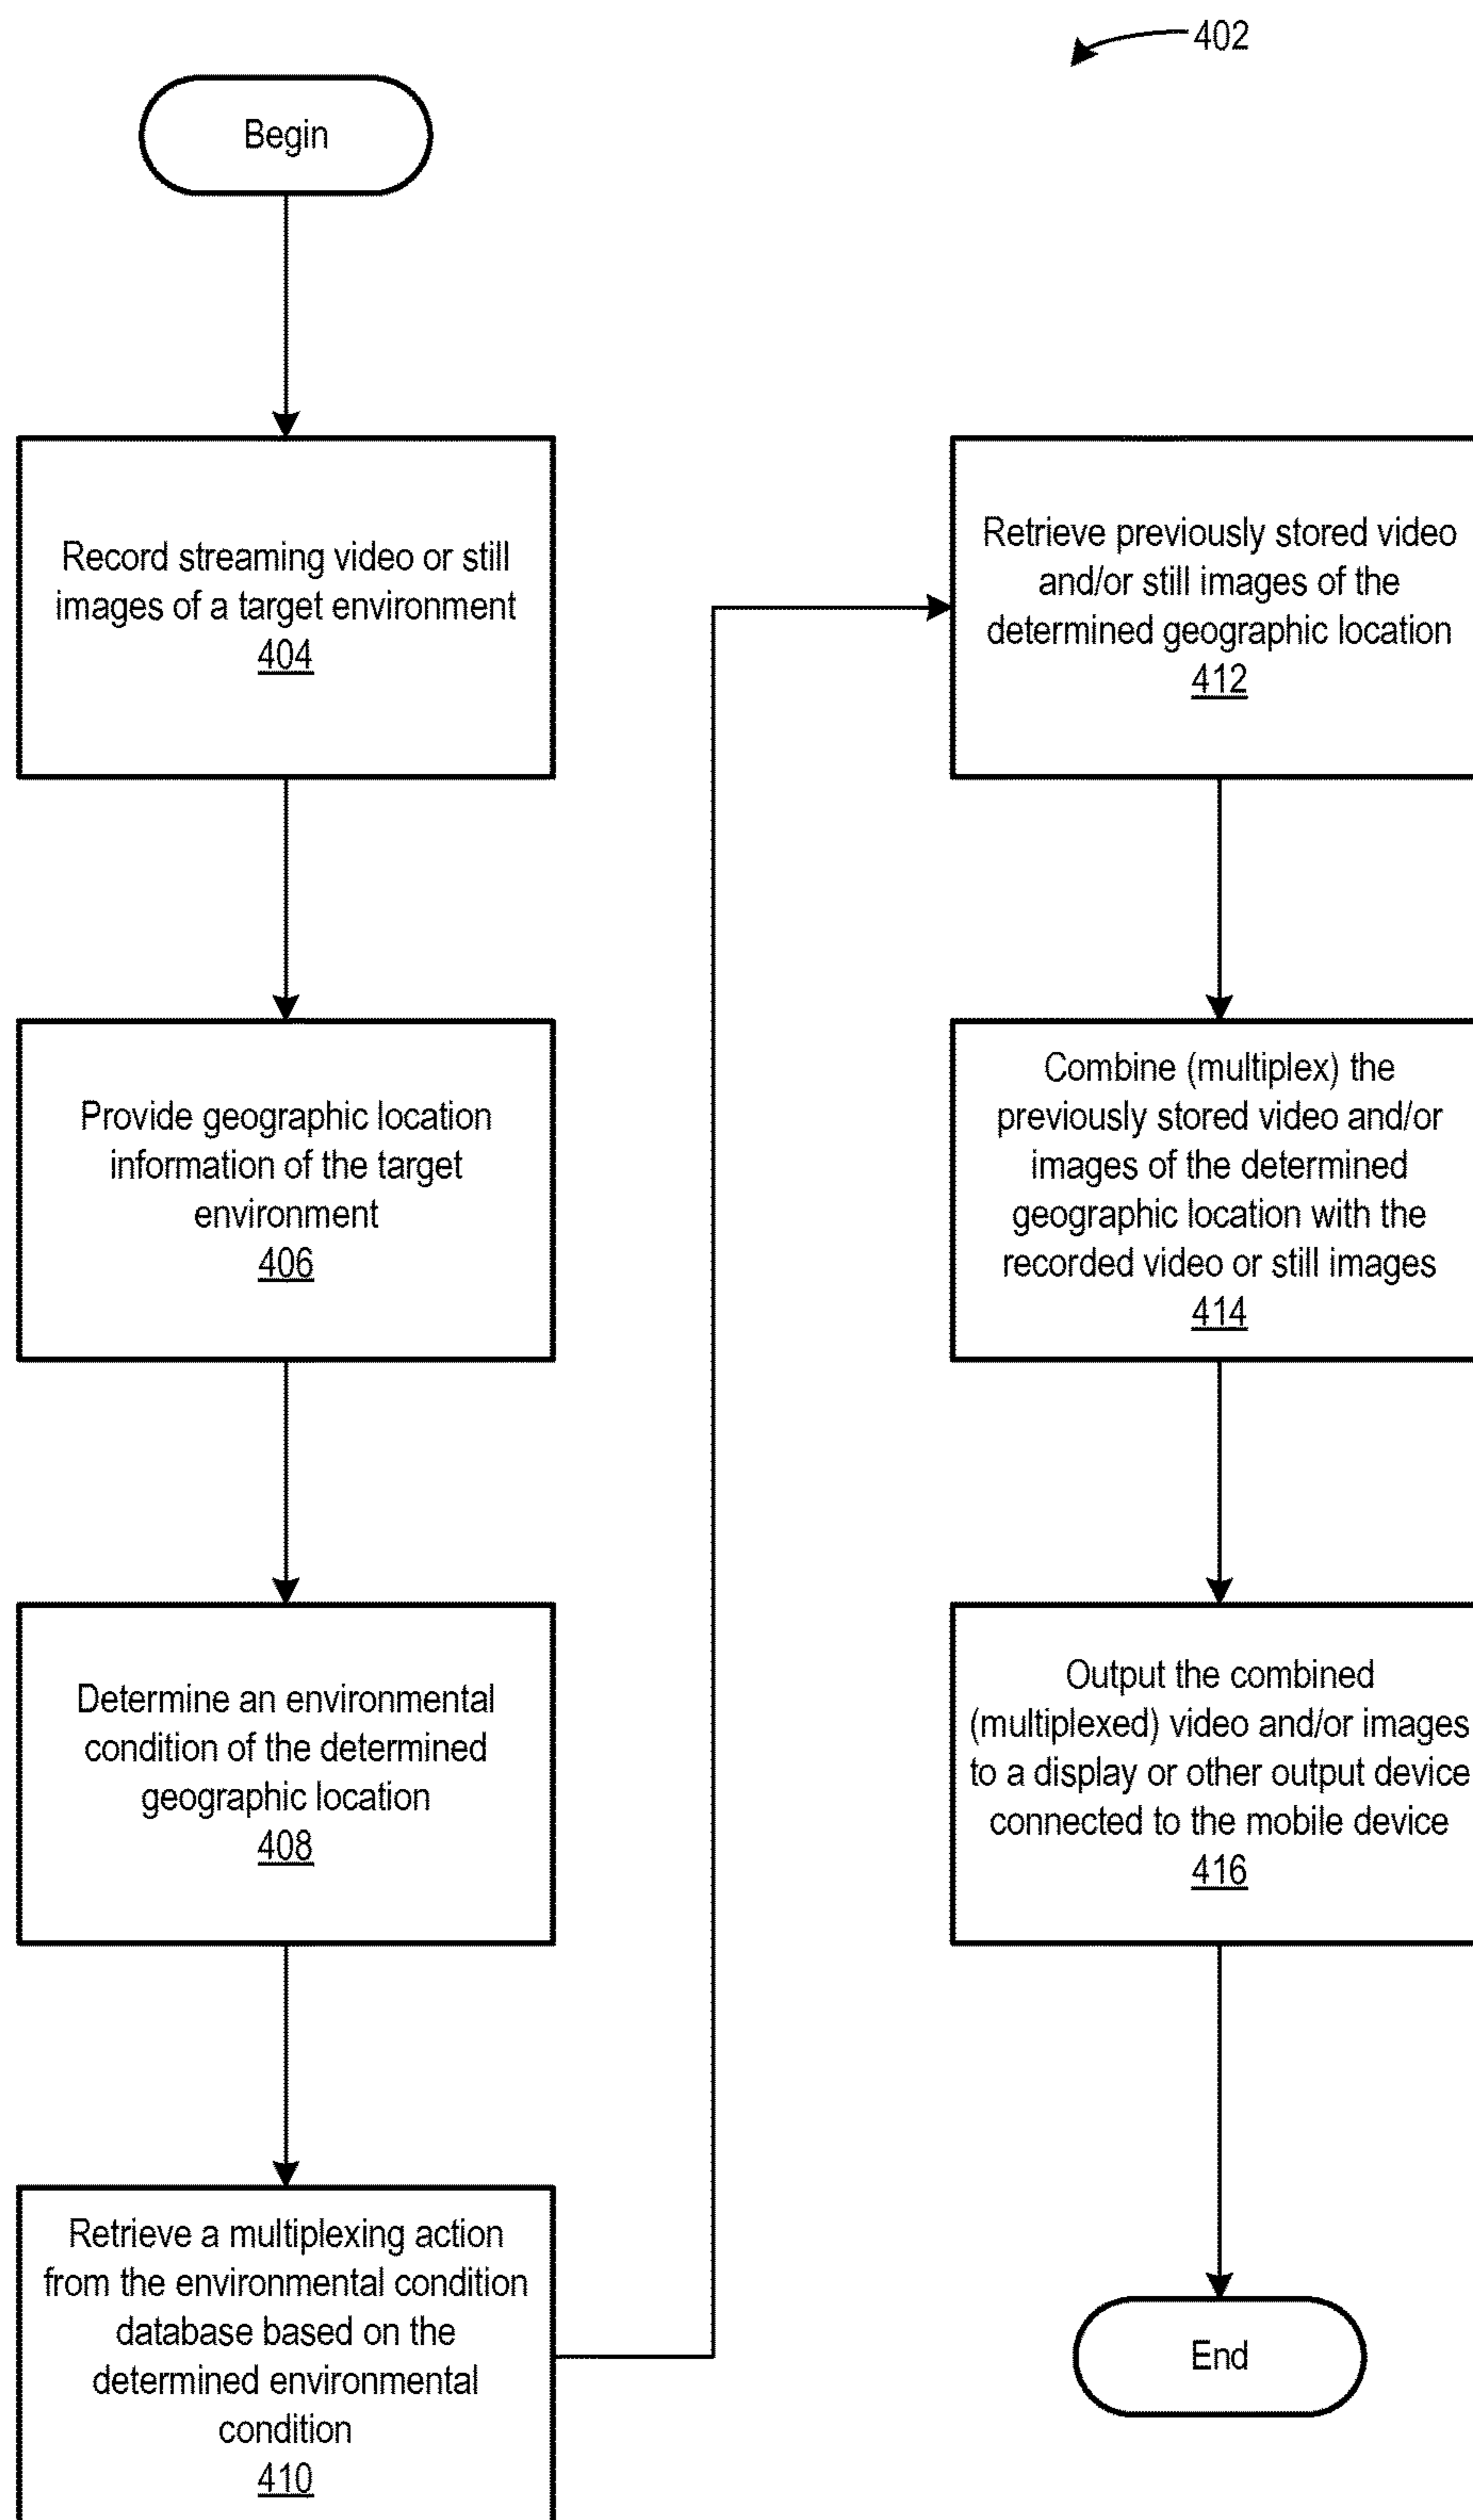 402
Begin
Record streaming video or still
images of a target environment
404
Provide geographic location
information of the target
environment
406
Determine an environmental
condition of the determined
geographic location
408
Retrieve a multiplexing action
from the environmental condition
database based on the
determined environmental
condition
410
Retrieve previously stored video
and/or still images of the
determined geographic location
412
Combine (multiplex) the
previously stored video and/or
images of the determined
geographic location with the
recorded video or still images
414
Output the combined
(multiplexed) video and/or images
to a display or other output device
connected to the mobile device
416
End